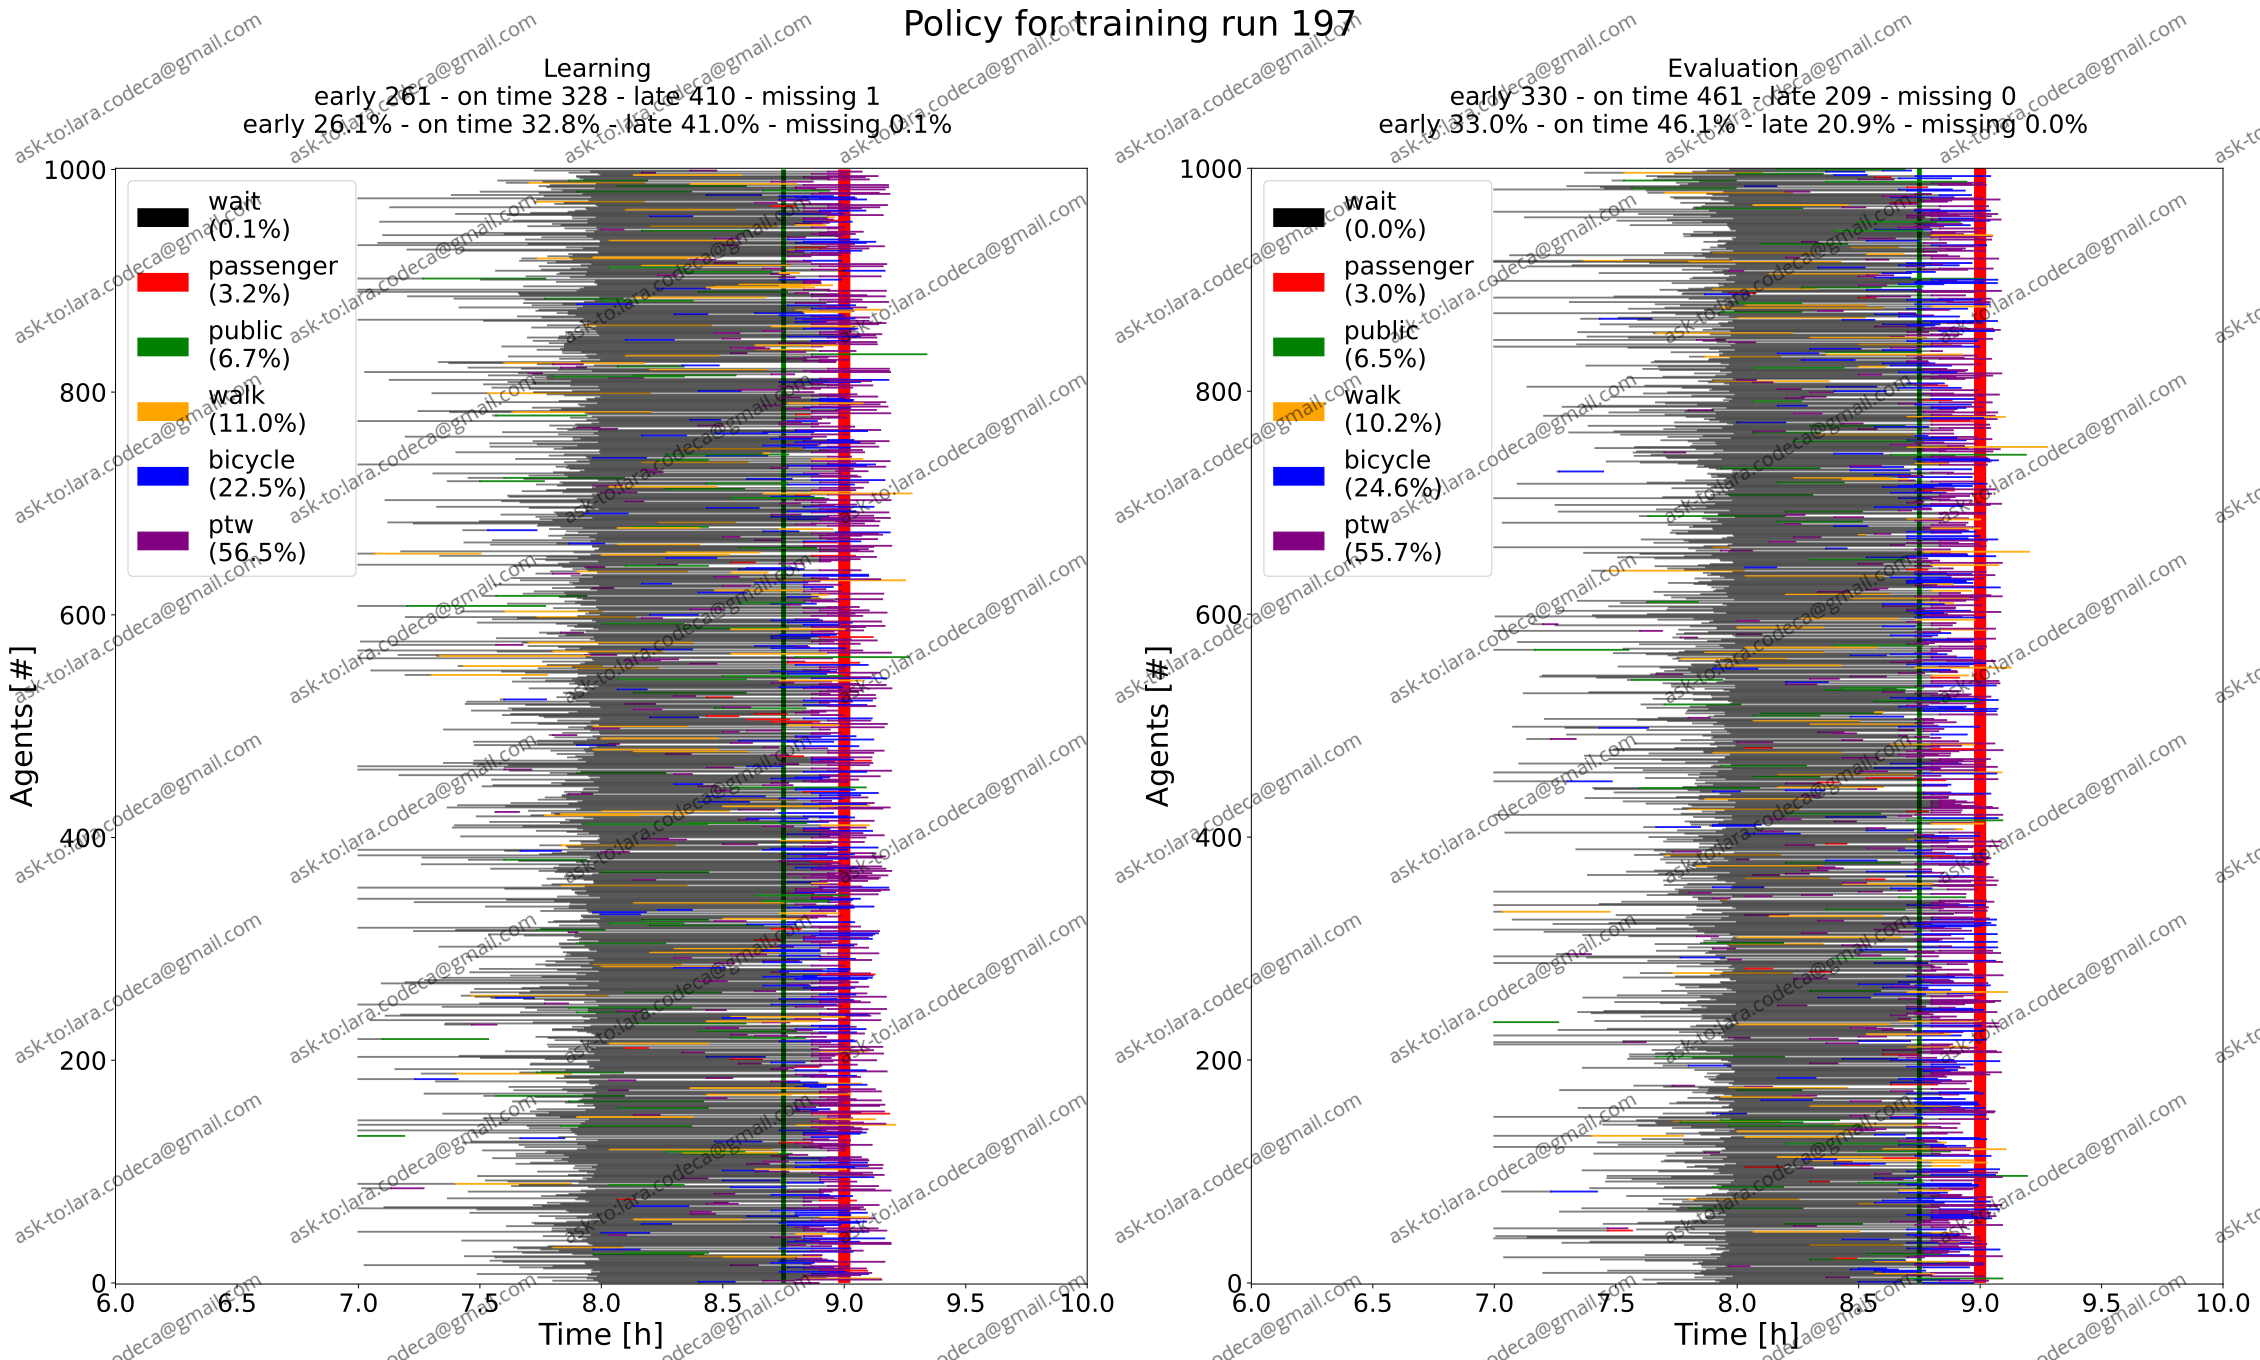 Policy for training run 197
Learning
early 261 - on time 328 - late 410 - missing 1
early 26.1% - on time 32.8% - late 41.0% - missing 0.1%
1000
800
600
400
200
0
Agents [#]
wait
(0.1%)
passenger
(3.2%)
public
(6.7%)
walk
(11.0%)
bicycle
(22.5%)
ptw
(56.5%)
6.0 6.5 7.0 7.5 8.0 8.5 9.0 9.5 10.0
Time [h]
Evaluation
early 330 - on time 461 - late 209 - missing 0
early 33.0% - on time 46.1% - late 20.9% - missing 0.0%
1000
800
600
400
200
0
Agents [#]
wait
(0.0%)
passenger
(3.0%)
public
(6.5%)
walk
(10.2%)
bicycle
(24.6%)
ptw
(55.7%)
6.0 6.5 7.0 7.5 8.0 8.5 9.0 9.5 10.0
Time [h]
ask-to:lara.codeca@gmail.com